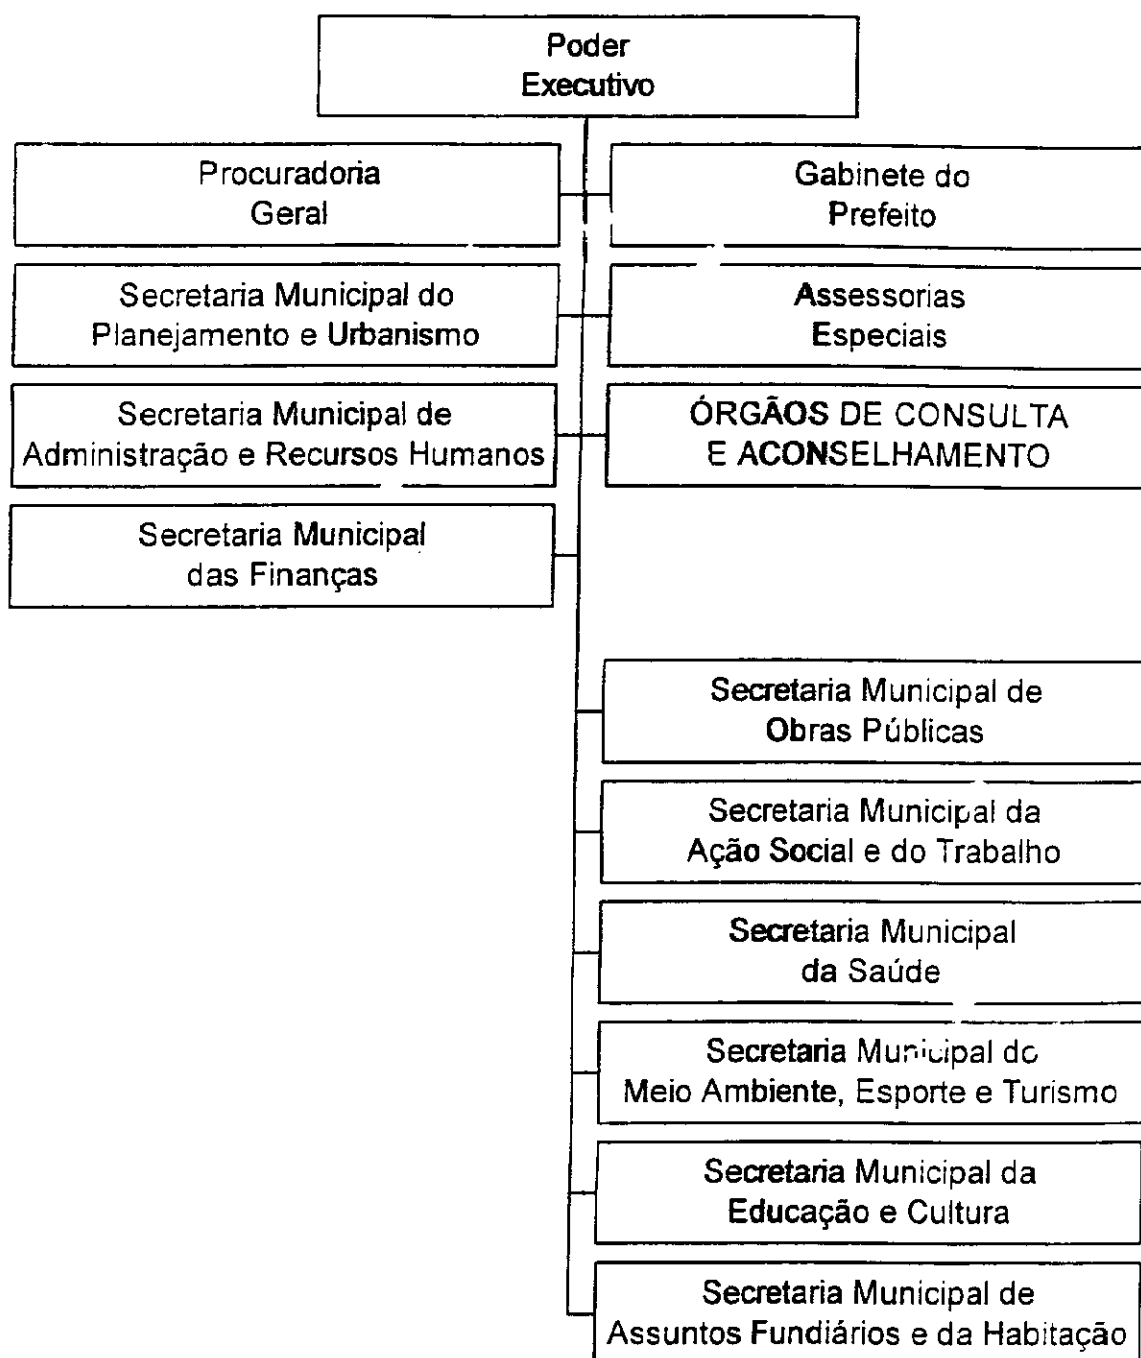 Poder
Executivo
Procuradoria
Geral
Gabinete do
Prefeito
Secretaria Municipal do
Planejamento e Urbanismo
Assessorias
Especiais
Secretaria Municipal de
Administração e Recursos Humanos
ÓRGÃOS DE CONSULTA
E ACONSELHAMENTO
Secretaria Municipal
das Finanças
Secretaria Municipal de
Obras Públicas
Secretaria Municipal da
Ação Social e do Trabalho
Secretaria Municipal
da Saúde
Secretaria Municipal do
Meio Ambiente, Esporte e Turismo
Secretaria Municipal da
Educação e Cultura
Secretaria Municipal de
Assuntos Fundiários e da Habitação